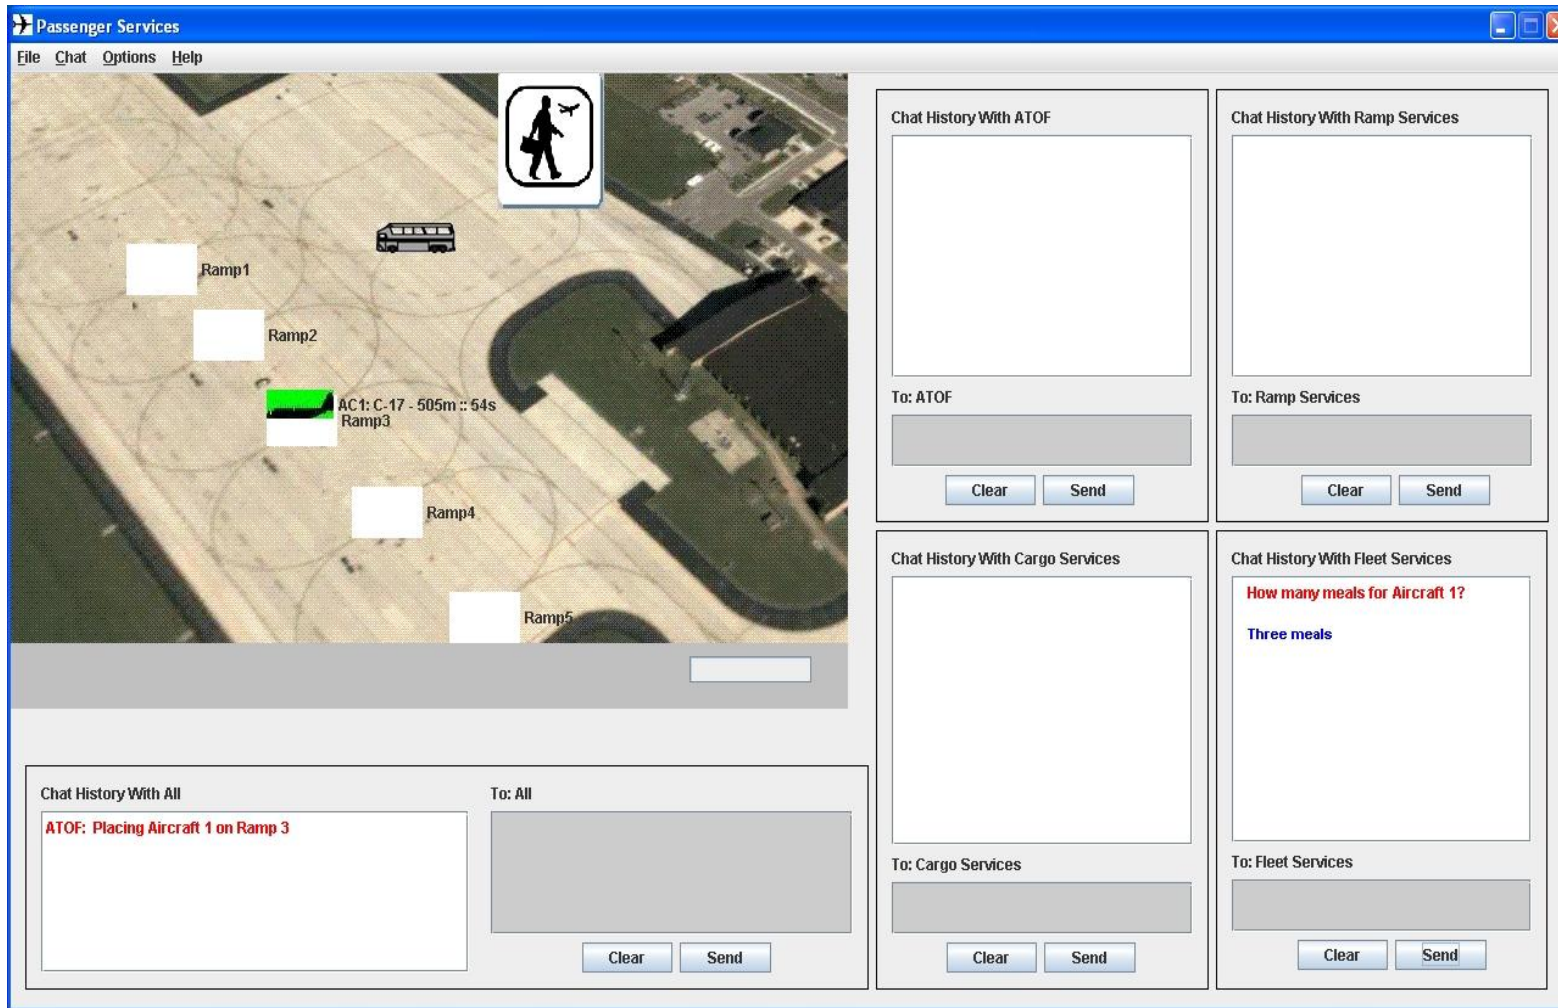 Passenger Services
File Chat Options Help
Ramp1
Ramp2
AC1: C-17 - 505m :: 54s
Ramp3
Ramp4
Ramp5
Chat History With ATOF
To: ATOF
Clear Send
Chat History With Ramp Services
To: Ramp Services
Clear Send
Chat History With Cargo Services
To: Cargo Services
Clear Send
Chat History With Fleet Services
How many meals for Aircraft 1?
Three meals
To: Fleet Services
Clear Send
Chat History With All
ATOF: Placing Aircraft 1 on Ramp 3
To: All
Clear Send